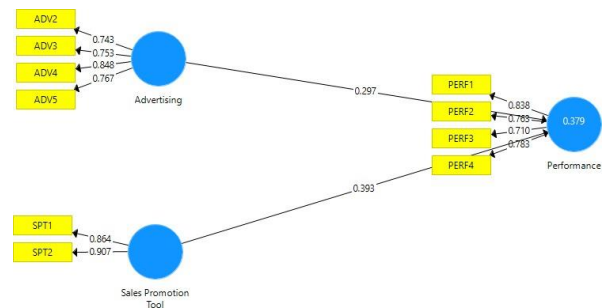 ADV2
ADV3
ADV4
ADV5
0.743
0.753
0.848
0.767
Advertising
0.297
PERF1
PERF2
PERF3
PERF4
0.838
0.763
0.710
0.783
0.379
Performance
0.393
SPT1
SPT2
0.864
0.907
Sales Promotion
Tool